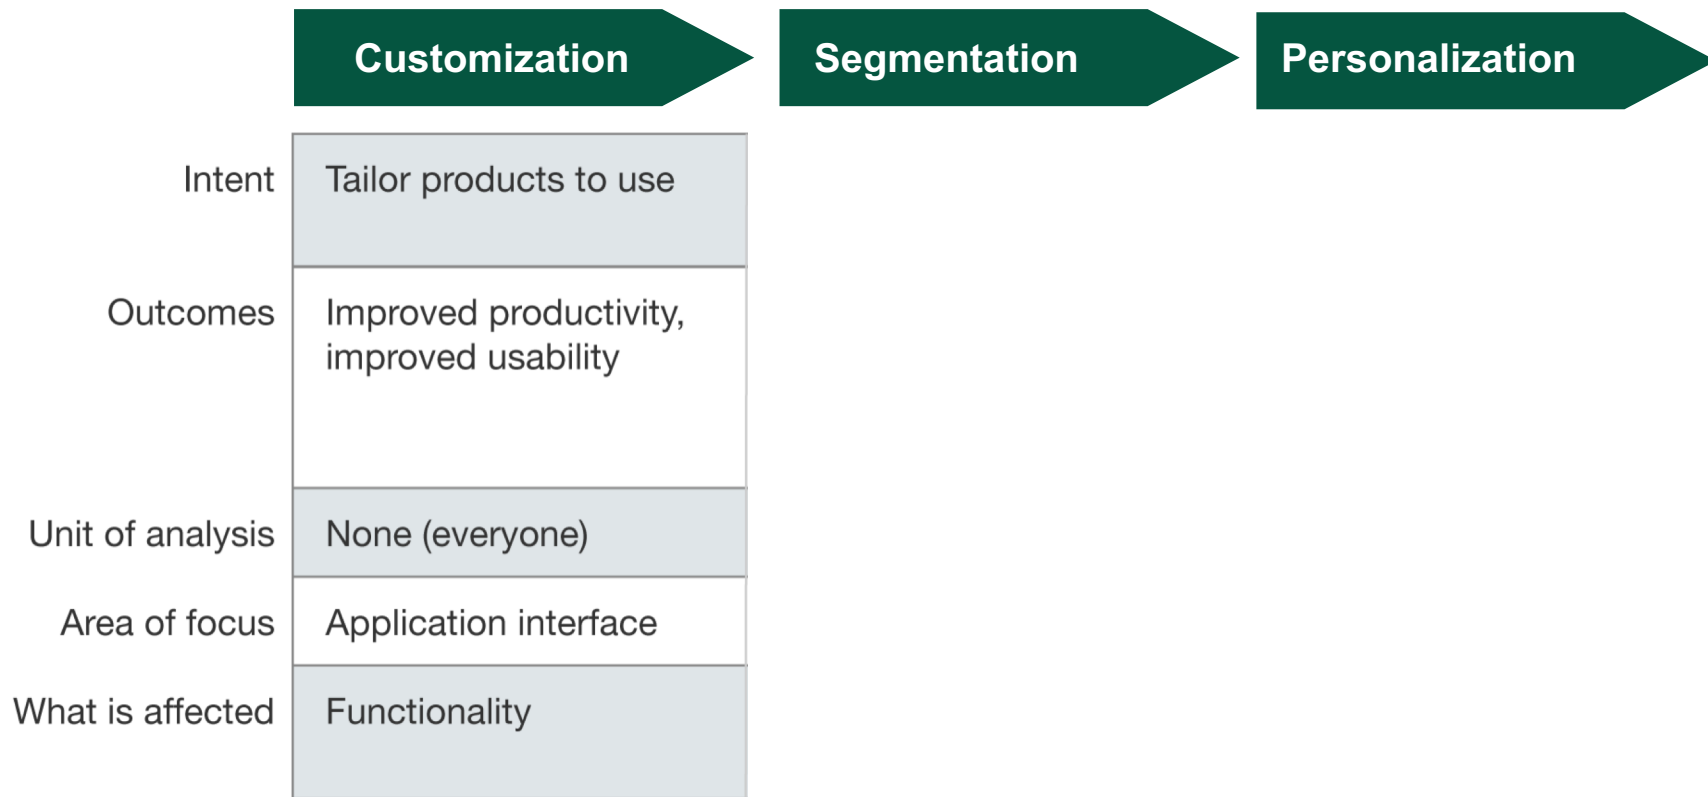 Customization
Segmentation
Personalization
Intent
Tailor products to use
Outcomes
Improved productivity,
improved usability
Unit of analysis
None (everyone)
Area of focus
Application interface
What is affected
Functionality